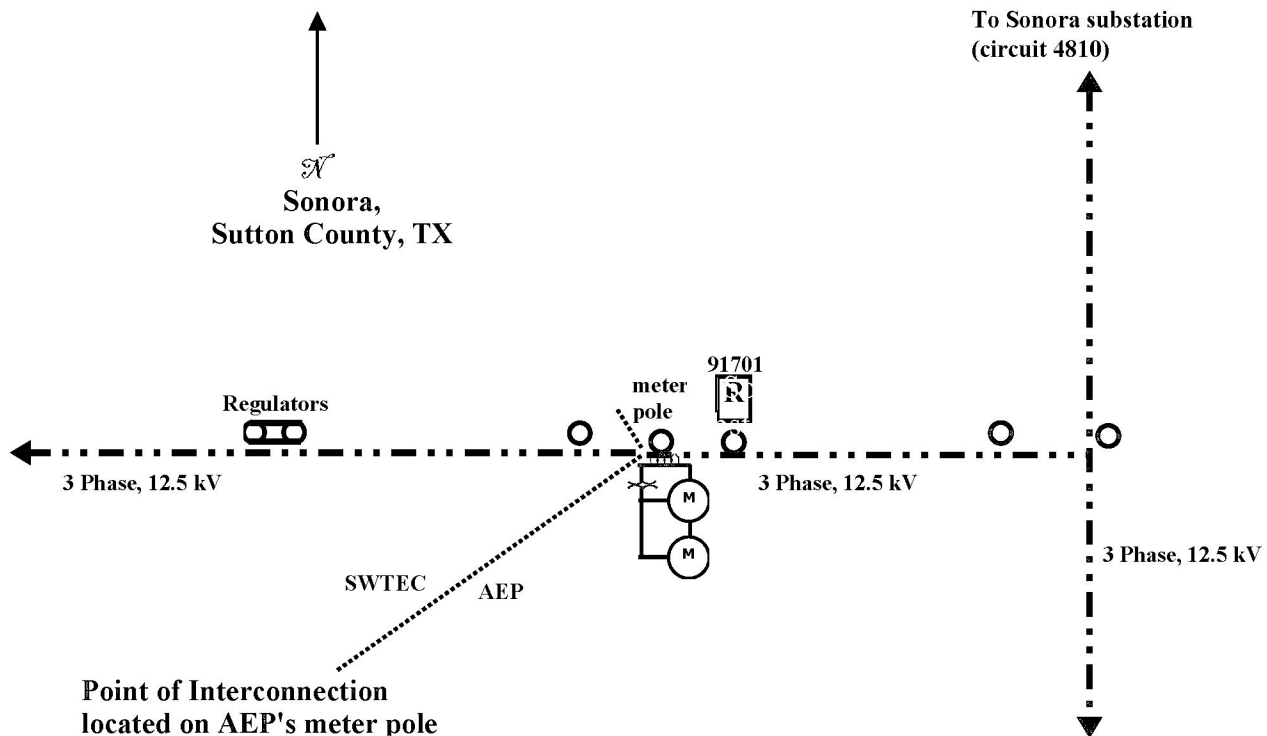 To Sonora substation
(circuit 4810)
N
Sonora,
Sutton County, TX
91701
R
meter
pole
Regulators
3 Phase, 12.5 kV
3 Phase, 12.5 kV
M
M
3 Phase, 12.5 kV
SWTEC
AEP
Point of Interconnection
located on AEP's meter pole